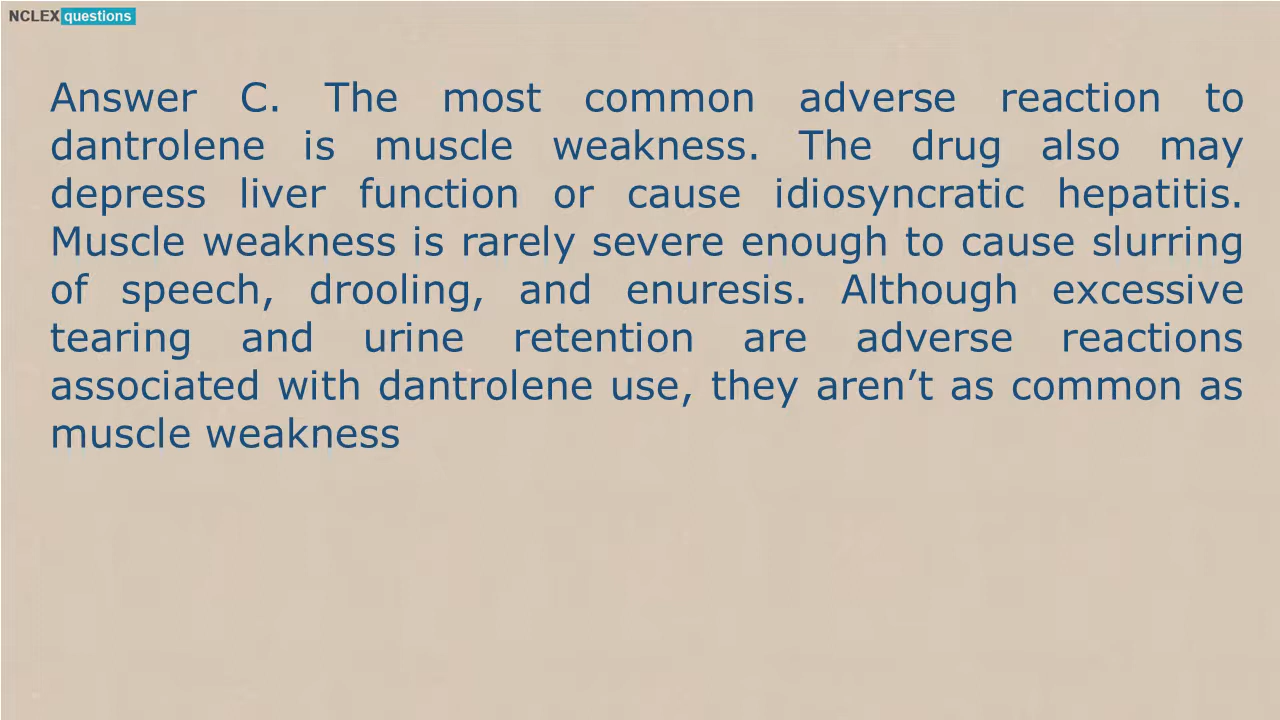 NCLEX questions
Answer C. The most common adverse reaction to
dantrolene is muscle weakness. The drug also may
depress liver function or cause idiosyncratic hepatitis.
Muscle weakness is rarely severe enough to cause slurring
of speech, drooling, and enuresis. Although excessive
tearing and urine retention are adverse reactions
associated with dantrolene use, they aren’t as common as
muscle weakness